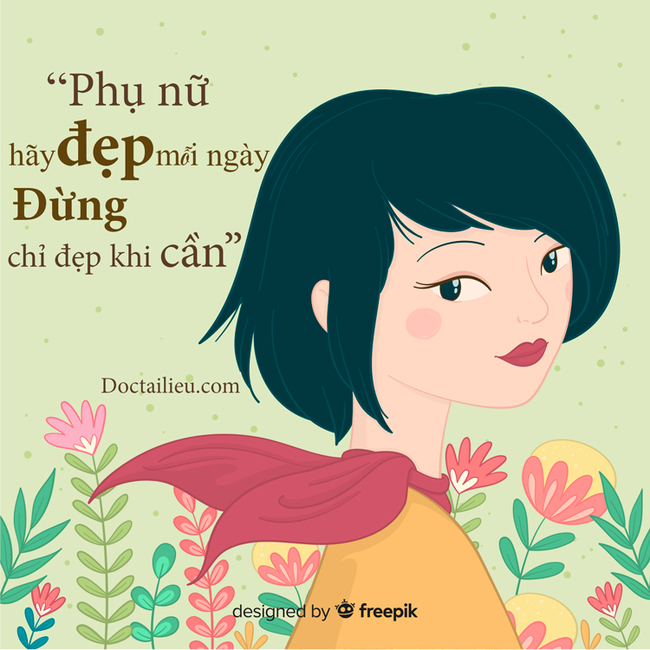 “Phụ nữ
hãy đẹp mỗi ngày
Đừng
chỉ đẹp khi cần”
Doctailieu.com
designed by freepik